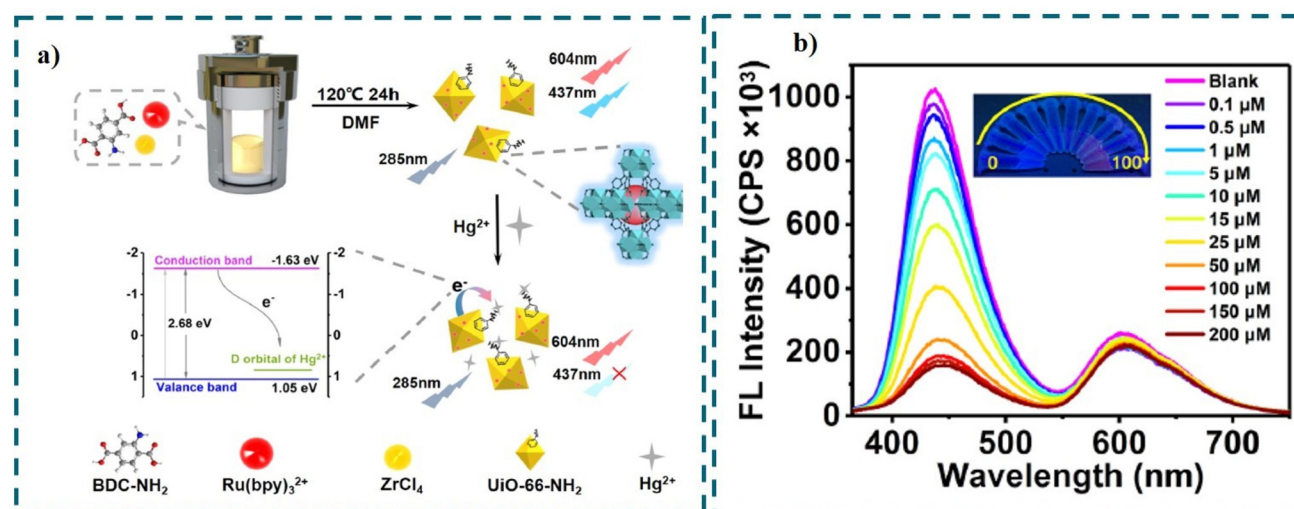 a)
120℃ 24h
DMF
604nm
437nm
285nm
Hg²⁺
-2
-1
0
1
Conduction band
-1.63 eV
e⁻
2.68 eV
D orbital of Hg²⁺
Valance band
1.05 eV
-2
-1
0
1
e⁻
604nm
437nm
285nm
BDC-NH₂
Ru(bpy)₃²⁺
ZrCl₄
UiO-66-NH₂
Hg²⁺
b)
FL Intensity (CPS ×10³)
1000
800
600
400
200
0
0
100
Blank
0.1 µM
0.5 µM
1 µM
5 µM
10 µM
15 µM
25 µM
50 µM
100 µM
150 µM
200 µM
400
500
600
700
Wavelength (nm)